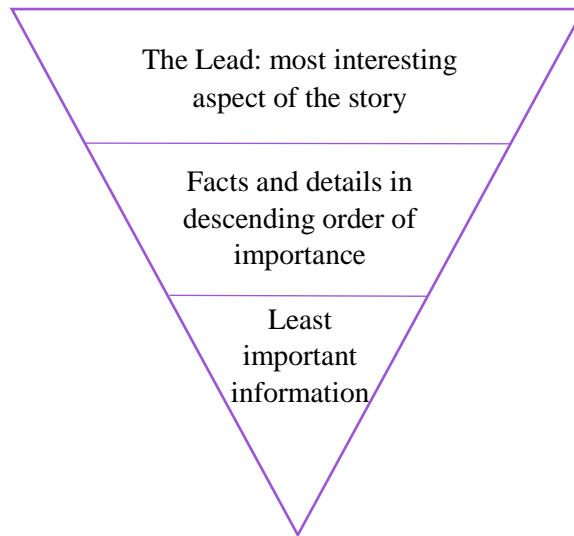 The Lead: most interesting
aspect of the story
Facts and details in
descending order of
importance
Least
important
information